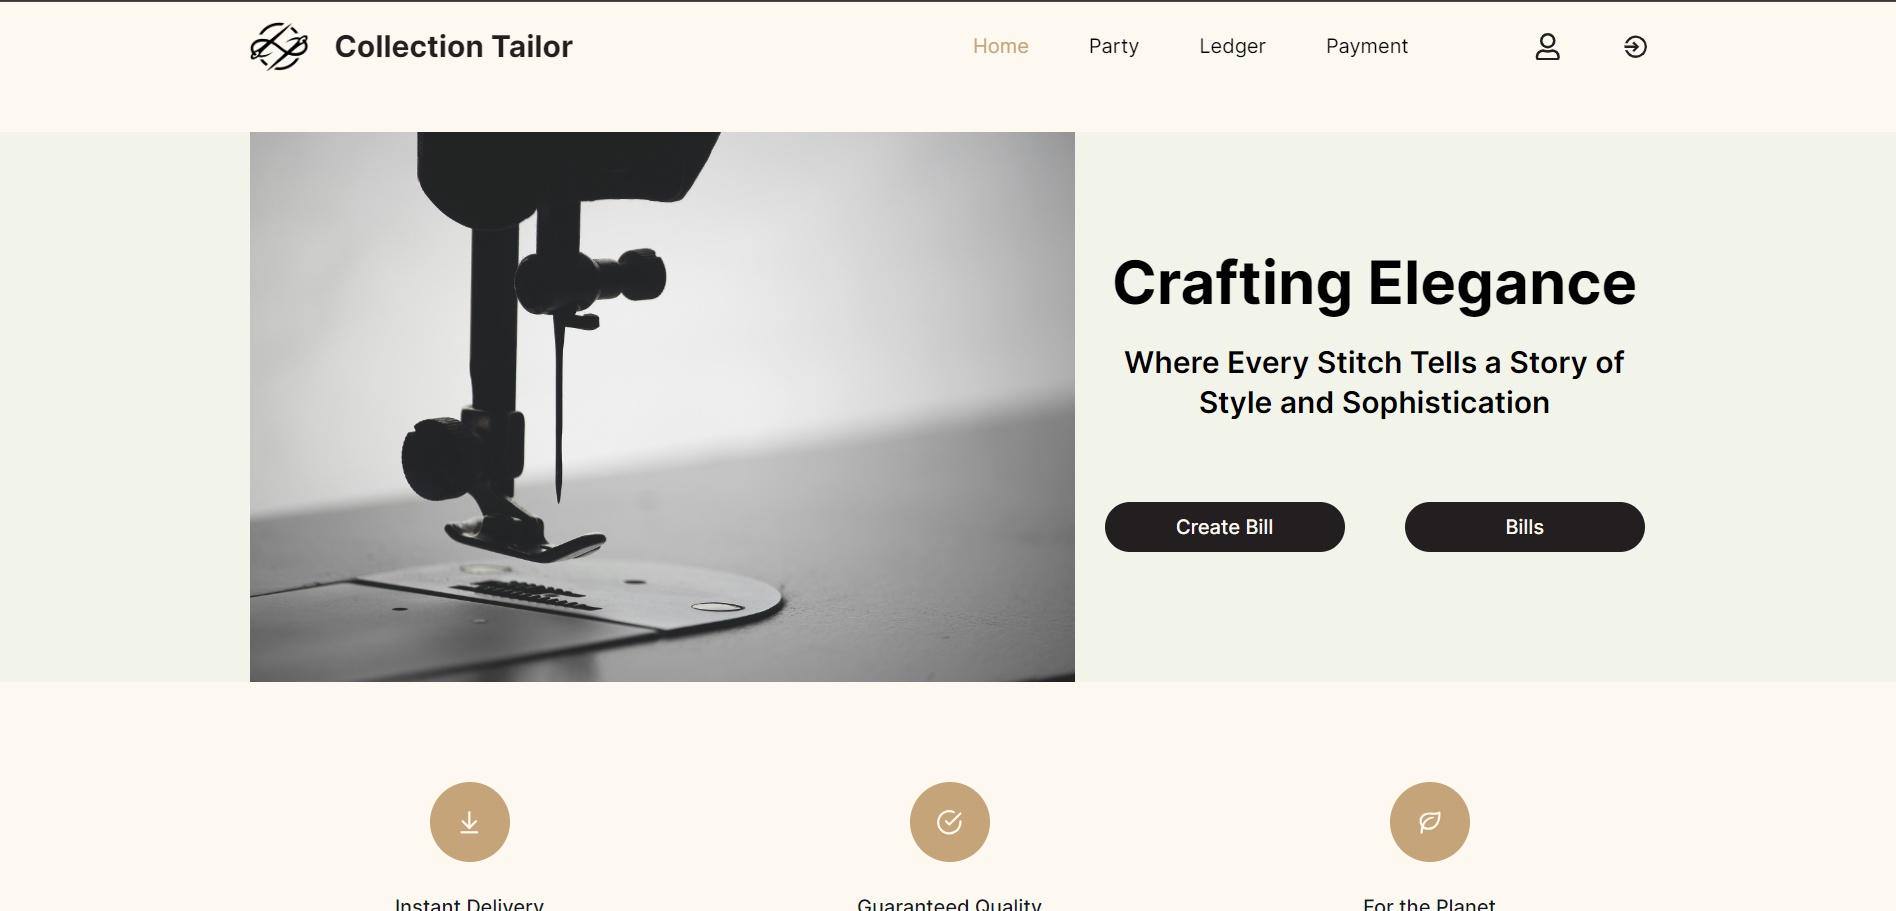 Collection Tailor
Home
Party
Ledger
Payment
Crafting Elegance
Where Every Stitch Tells a Story of
Style and Sophistication
Create Bill
Bills
Instant Delivery
Guaranteed Quality
For the Planet